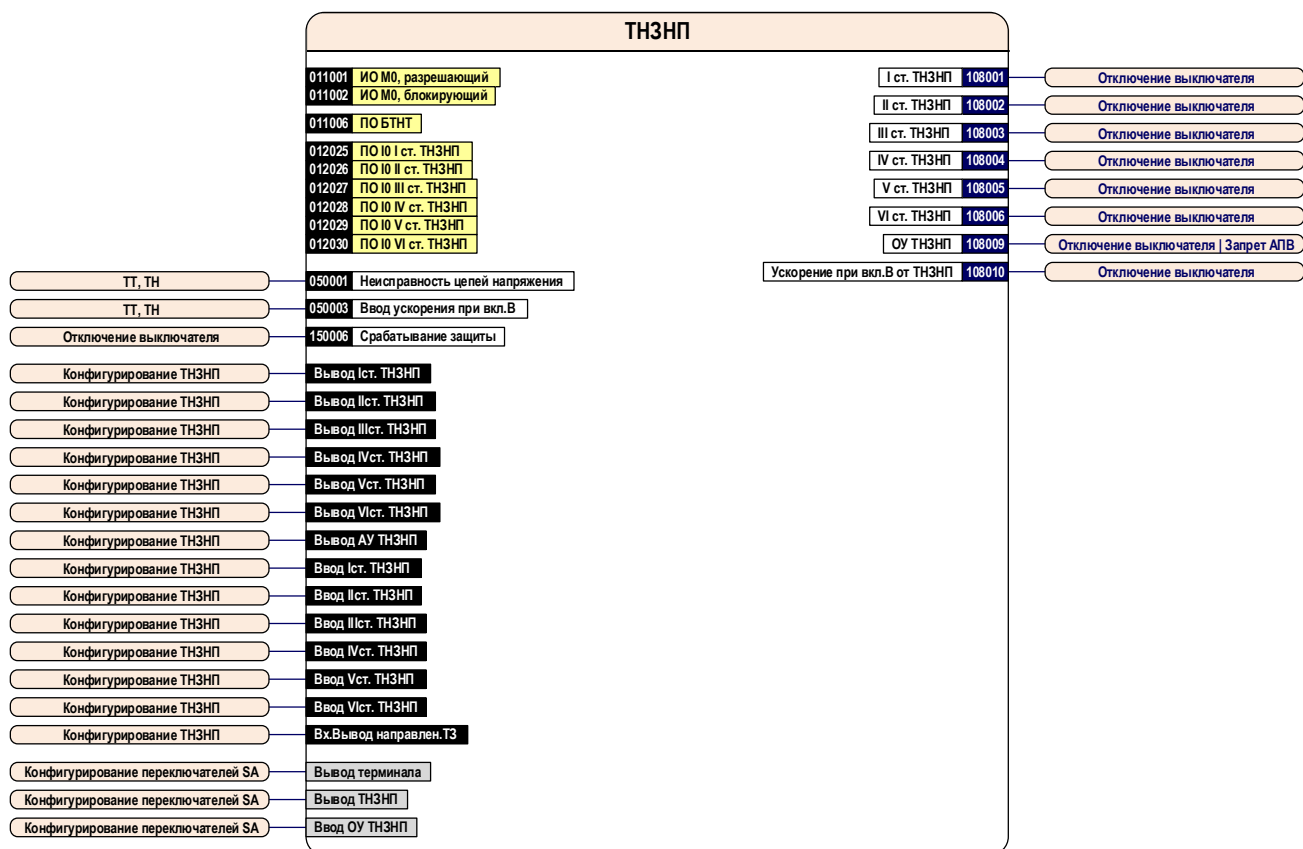 ТНЗНП
011001 ИО М0, разрешающий
I ст. ТНЗНП 108001 Отключение выключателя
011002 ИО М0, блокирующий
II ст. ТНЗНП 108002 Отключение выключателя
011006 ПО БТНТ
III ст. ТНЗНП 108003 Отключение выключателя
012025 ПО I0 I ст. ТНЗНП
IV ст. ТНЗНП 108004 Отключение выключателя
012026 ПО I0 II ст. ТНЗНП
012027 ПО I0 III ст. ТНЗНП
V ст. ТНЗНП 108005 Отключение выключателя
012028 ПО I0 IV ст. ТНЗНП
VI ст. ТНЗНП 108006 Отключение выключателя
012029 ПО I0 V ст. ТНЗНП
012030 ПО I0 VI ст. ТНЗНП
ОУ ТНЗНП 108009 Отключение выключателя | Запрет АПВ
Ускорение при вкл.В от ТНЗНП 108010 Отключение выключателя
ТТ, ТН 050001 Неисправность цепей напряжения
ТТ, ТН 050003 Ввод ускорения при вкл.В
Отключение выключателя 150006 Срабатывание защиты
Конфигурирование ТНЗНП Вывод Iст. ТНЗНП
Конфигурирование ТНЗНП Вывод IIст. ТНЗНП
Конфигурирование ТНЗНП Вывод IIIст. ТНЗНП
Конфигурирование ТНЗНП Вывод IVст. ТНЗНП
Конфигурирование ТНЗНП Вывод Vст. ТНЗНП
Конфигурирование ТНЗНП Вывод VIст. ТНЗНП
Конфигурирование ТНЗНП Вывод АУ ТНЗНП
Конфигурирование ТНЗНП Ввод Iст. ТНЗНП
Конфигурирование ТНЗНП Ввод IIст. ТНЗНП
Конфигурирование ТНЗНП Ввод IIIст. ТНЗНП
Конфигурирование ТНЗНП Ввод IVст. ТНЗНП
Конфигурирование ТНЗНП Ввод Vст. ТНЗНП
Конфигурирование ТНЗНП Ввод VIст. ТНЗНП
Конфигурирование ТНЗНП Вх.Вывод направлен.ТЗ
Конфигурирование переключателей SA Вывод терминала
Конфигурирование переключателей SA Вывод ТНЗНП
Конфигурирование переключателей SA Ввод ОУ ТНЗНП